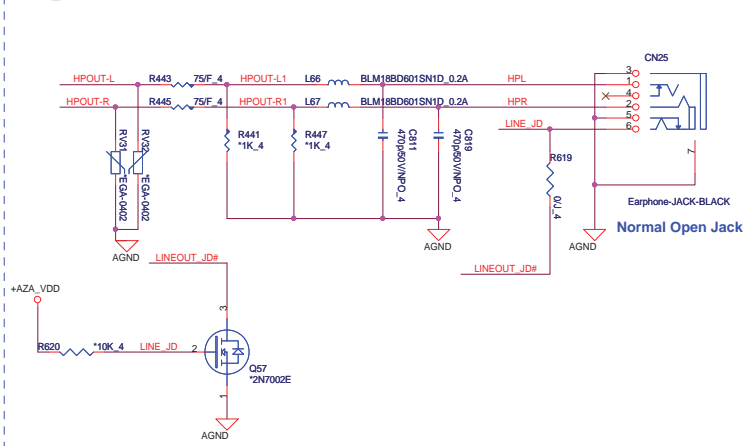 CN25
HPOUT-L
R443
75/F_4
HPOUT-L1
L66
BLM18BD601SN1D_0.2A
HPL
3
1
4
HPOUT-R
R445
75/F_4
HPOUT-R1
L67
BLM18BD601SN1D_0.2A
HPR
2
5
LINE_JD
6
RV31
*EGA-0402
RV32
*EGA-0402
R441
*1K_4
R447
*1K_4
C811
470p50V/NPO_4
C819
470p50V/NPO_4
R619
0/J_4
7
Earphone-JACK-BLACK
Normal Open Jack
AGND
AGND
AGND
LINEOUT_JD#
LINEOUT_JD#
+AZA_VDD
3
R620
*10K_4
LINE_JD
2
Q57
*2N7002E
1
AGND